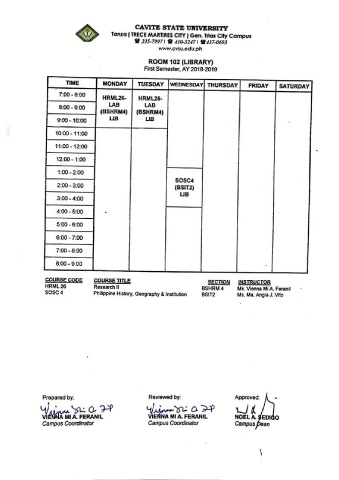 CAVITE STATE UNIVERSITY
Tanza | TRECE MARTIRES CITY | Gen. Trias City Campus
☎ 235-7997 | ☎ 410-5247 | ☎ 437-0693
www.cvsu.edu.ph
ROOM 102 (LIBRARY)
First Semester, AY 2018-2019
TIME MONDAY TUESDAY WEDNESDAY THURSDAY FRIDAY SATURDAY
7:00 - 8:00 HRML26- HRML26-
8:00 - 9:00 LAB LAB
(BSHRM4) (BSHRM4)
9:00 - 10:00 LIB LIB
10:00 - 11:00
11:00 - 12:00
12:00 - 1:00
1:00 - 2:00 SOSC4
2:00 - 3:00 (BSIT2)
3:00 - 4:00 LIB
4:00 - 5:00
5:00 - 6:00
6:00 - 7:00
7:00 - 8:00
8:00 - 9:00
COURSE CODE COURSE TITLE SECTION INSTRUCTOR
HRML 26 Research II BSHRM 4 Ms. Vienna Mi A. Feranil
SOSC 4 Philippine History, Geography & Institution BSIT2 Ms. Ma. Angie J. Vito
Prepared by: Reviewed by: Approved:
VIENNA MI A. FERANIL VIENNA MI A. FERANIL NOEL A. SEDIGO
Campus Coordinator Campus Coordinator Campus Dean